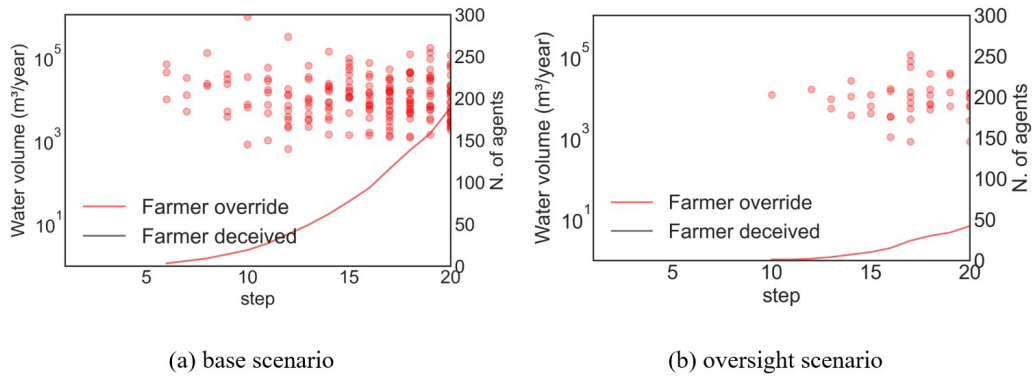 Water volume (m³/year)
10⁵
10³
10¹
300
250
200
150
100
50
0
N. of agents
Farmer override
Farmer deceived
5
10
15
20
step
(a) base scenario
Water volume (m³/year)
10⁵
10³
10¹
300
250
200
150
100
50
0
N. of agents
Farmer override
Farmer deceived
5
10
15
20
step
(b) oversight scenario